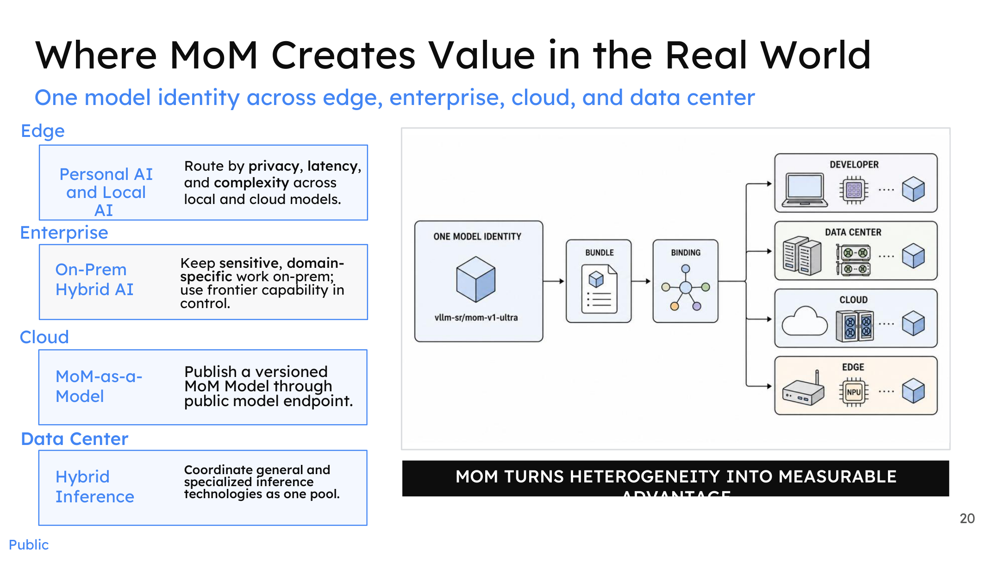 Where MoM Creates Value in the Real World
One model identity across edge, enterprise, cloud, and data center
Edge
Personal AI
and Local
AI
Route by privacy, latency,
and complexity across
local and cloud models.
Enterprise
On-Prem
Hybrid AI
Keep sensitive, domain-
specific work on-prem;
use frontier capability in
control.
Cloud
MoM-as-a-
Model
Publish a versioned
MoM Model through
public model endpoint.
Data Center
Hybrid
Inference
Coordinate general and
specialized inference
technologies as one pool.
ONE MODEL IDENTITY
vllm-sr/mom-v1-ultra
BUNDLE
BINDING
DEVELOPER
DATA CENTER
CLOUD
EDGE
NPU
MOM TURNS HETEROGENEITY INTO MEASURABLE
ADVANTAGE
20
Public